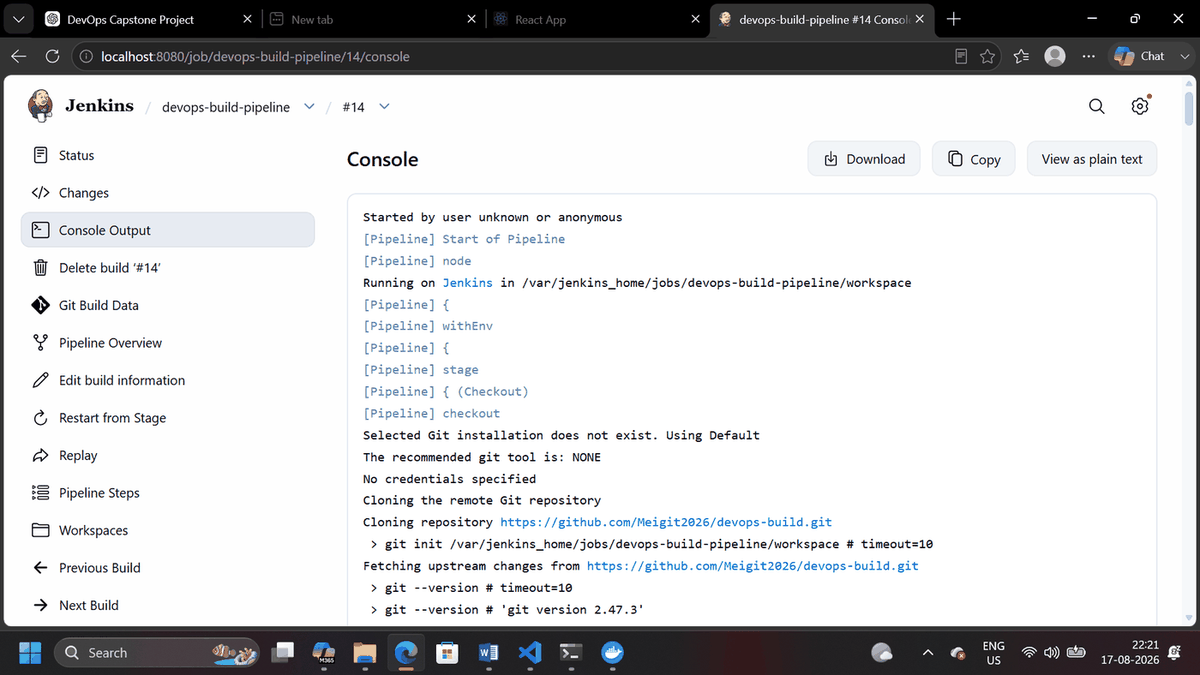 DevOps Capstone Project
New tab
React App
devops-build-pipeline #14 Consol
localhost:8080/job/devops-build-pipeline/14/console
Chat
Jenkins / devops-build-pipeline / #14
Status
Changes
Console Output
Delete build ‘#14’
Git Build Data
Pipeline Overview
Edit build information
Restart from Stage
Replay
Pipeline Steps
Workspaces
Previous Build
Next Build
Console
Download
Copy
View as plain text
Started by user unknown or anonymous
[Pipeline] Start of Pipeline
[Pipeline] node
Running on Jenkins in /var/jenkins_home/jobs/devops-build-pipeline/workspace
[Pipeline] {
[Pipeline] withEnv
[Pipeline] {
[Pipeline] stage
[Pipeline] { (Checkout)
[Pipeline] checkout
Selected Git installation does not exist. Using Default
The recommended git tool is: NONE
No credentials specified
Cloning the remote Git repository
Cloning repository https://github.com/Meigit2026/devops-build.git
> git init /var/jenkins_home/jobs/devops-build-pipeline/workspace # timeout=10
Fetching upstream changes from https://github.com/Meigit2026/devops-build.git
> git --version # timeout=10
> git --version # 'git version 2.47.3'
Search
M365
ENG
US
22:21
17-08-2026